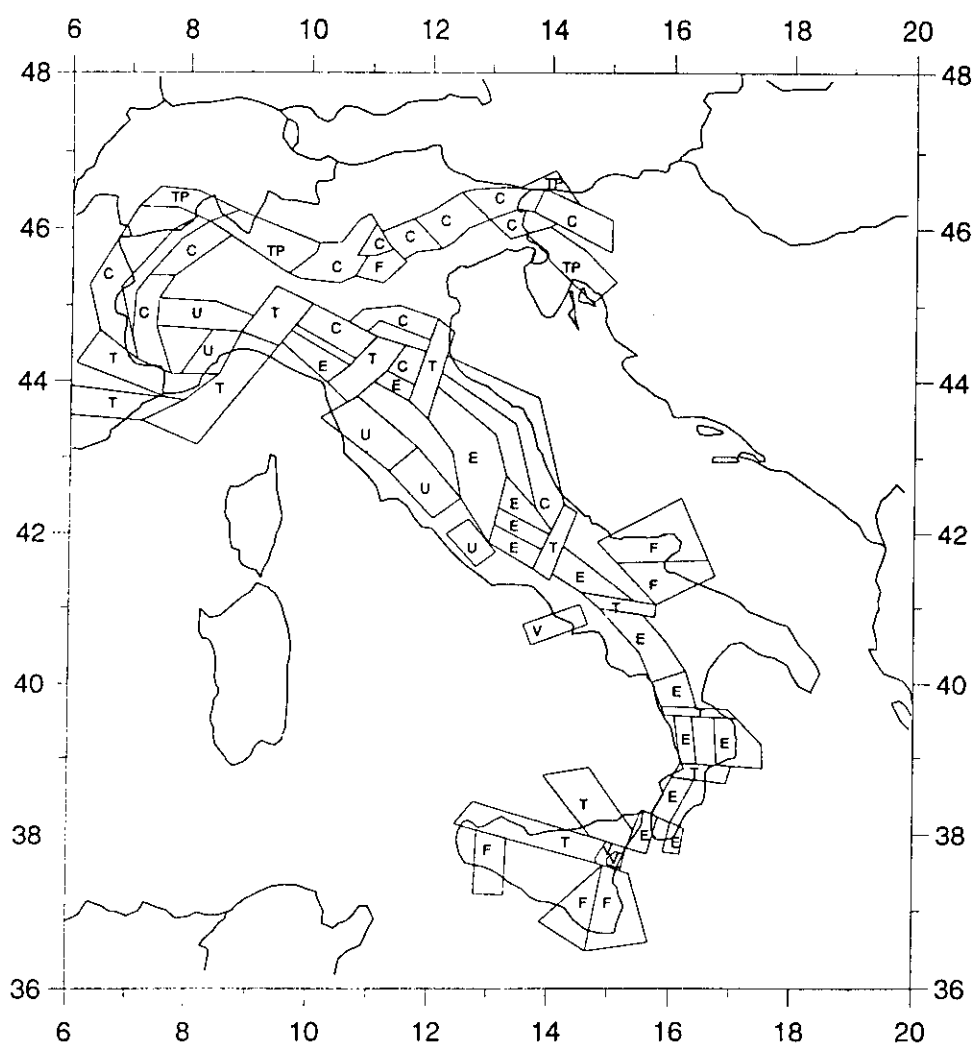 6 8 10 12 14 16 18 20
48 48
TP TP
C C
46 C C C 46
C TP C
C F TP
C U T C C
U T
T E C T
44 T E 44
T
U E
U C
E
E
42 U E T F 42
E F
T
V E
40 E 40
T
E E
T
T E
38 T E E 38
F V
V
F F
36 36
6 8 10 12 14 16 18 20